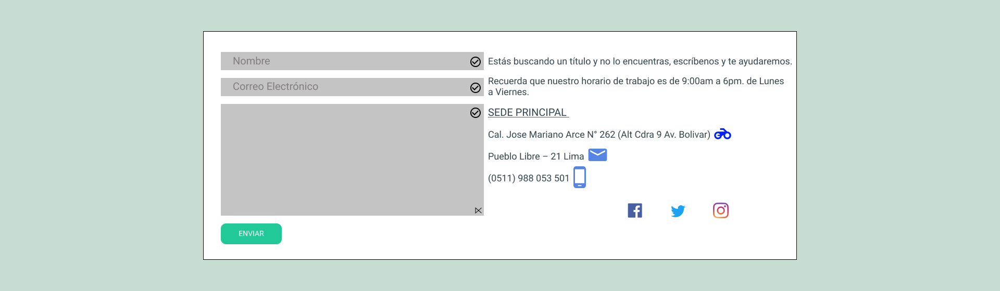 Nombre
Correo Electrónico
ENVIAR
Estás buscando un título y no lo encuentras, escríbenos y te ayudaremos.
Recuerda que nuestro horario de trabajo es de 9:00am a 6pm. de Lunes
a Viernes.
SEDE PRINCIPAL
Cal. Jose Mariano Arce N° 262 (Alt Cdra 9 Av. Bolivar)
Pueblo Libre – 21 Lima
(0511) 988 053 501